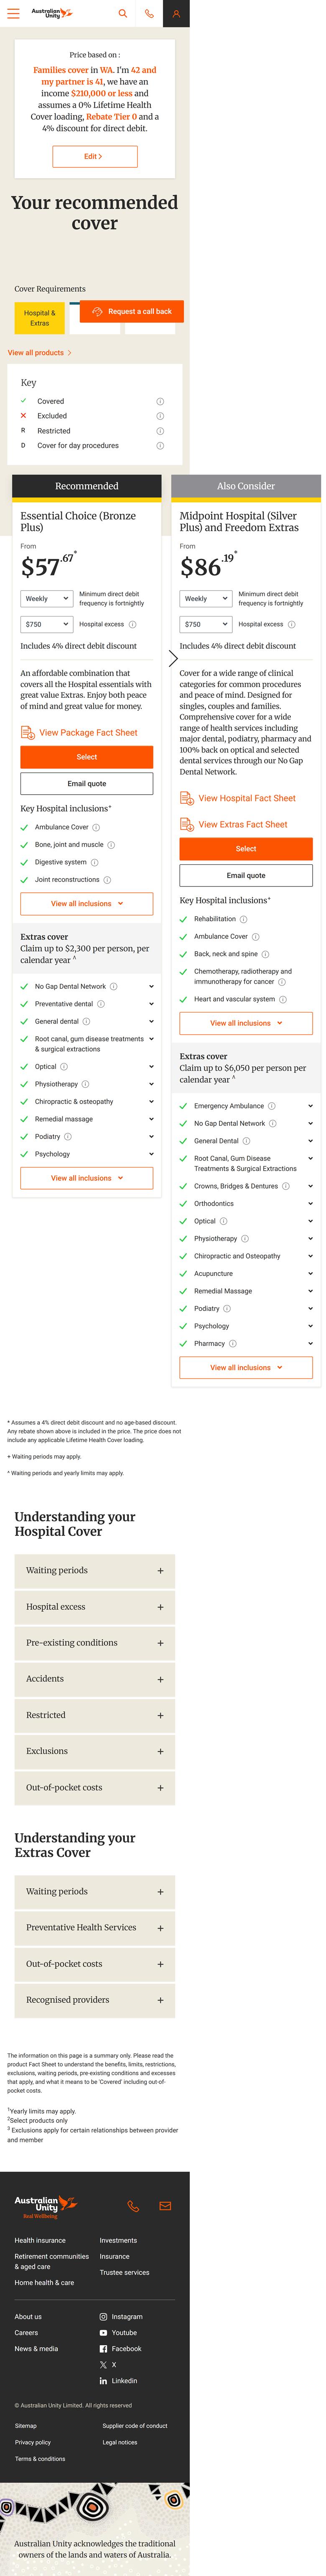 Australian
Unity
Price based on :
Families cover in WA. I'm 42 and
my partner is 41, we have an
income $210,000 or less and
assumes a 0% Lifetime Health
Cover loading, Rebate Tier 0 and a
4% discount for direct debit.
Edit
Your recommended
cover
Cover Requirements
Hospital &
Extras
Request a call back
View all products
Key
Covered
Excluded
R Restricted
D Cover for day procedures
Recommended
Essential Choice (Bronze
Plus)
From
$57.67*
Weekly
Minimum direct debit
frequency is fortnightly
$750
Hospital excess
Includes 4% direct debit discount
An affordable combination that
covers all the Hospital essentials with
great value Extras. Enjoy both peace
of mind and great value for money.
View Package Fact Sheet
Select
Email quote
Key Hospital inclusions+
Ambulance Cover
Bone, joint and muscle
Digestive system
Joint reconstructions
View all inclusions
Extras cover
Claim up to $2,300 per person, per
calendar year ^
No Gap Dental Network
Preventative dental
General dental
Root canal, gum disease treatments
& surgical extractions
Optical
Physiotherapy
Chiropractic & osteopathy
Remedial massage
Podiatry
Psychology
View all inclusions
Also Consider
Midpoint Hospital (Silver
Plus) and Freedom Extras
From
$86.19*
Weekly
Minimum direct debit
frequency is fortnightly
$750
Hospital excess
Includes 4% direct debit discount
Cover for a wide range of clinical
categories for common procedures
and peace of mind. Designed for
singles, couples and families.
Comprehensive cover for a wide
range of health services including
major dental, podiatry, pharmacy and
100% back on optical and selected
dental services through our No Gap
Dental Network.
View Hospital Fact Sheet
View Extras Fact Sheet
Select
Email quote
Key Hospital inclusions+
Rehabilitation
Ambulance Cover
Back, neck and spine
Chemotherapy, radiotherapy and
immunotherapy for cancer
Heart and vascular system
View all inclusions
Extras cover
Claim up to $6,050 per person per
calendar year ^
Emergency Ambulance
No Gap Dental Network
General Dental
Root Canal, Gum Disease
Treatments & Surgical Extractions
Crowns, Bridges & Dentures
Orthodontics
Optical
Physiotherapy
Chiropractic and Osteopathy
Acupuncture
Remedial Massage
Podiatry
Psychology
Pharmacy
View all inclusions
* Assumes a 4% direct debit discount and no age-based discount.
Any rebate shown above is included in the price. The price does not
include any applicable Lifetime Health Cover loading.
+ Waiting periods may apply.
^ Waiting periods and yearly limits may apply.
Understanding your
Hospital Cover
Waiting periods
Hospital excess
Pre-existing conditions
Accidents
Restricted
Exclusions
Out-of-pocket costs
Understanding your
Extras Cover
Waiting periods
Preventative Health Services
Out-of-pocket costs
Recognised providers
The information on this page is a summary only. Please read the
product Fact Sheet to understand the benefits, limits, restrictions,
exclusions, waiting periods, pre-existing conditions and excesses
that apply, and what it means to be 'Covered' including out-of-
pocket costs.
1Yearly limits may apply.
2Select products only
3 Exclusions apply for certain relationships between provider
and member
Australian
Unity
Real Wellbeing
Health insurance
Retirement communities
& aged care
Home health & care
Investments
Insurance
Trustee services
About us
Careers
News & media
Instagram
Youtube
Facebook
X
Linkedin
© Australian Unity Limited. All rights reserved
Sitemap
Supplier code of conduct
Privacy policy
Legal notices
Terms & conditions
Australian Unity acknowledges the traditional
owners of the lands and waters of Australia.